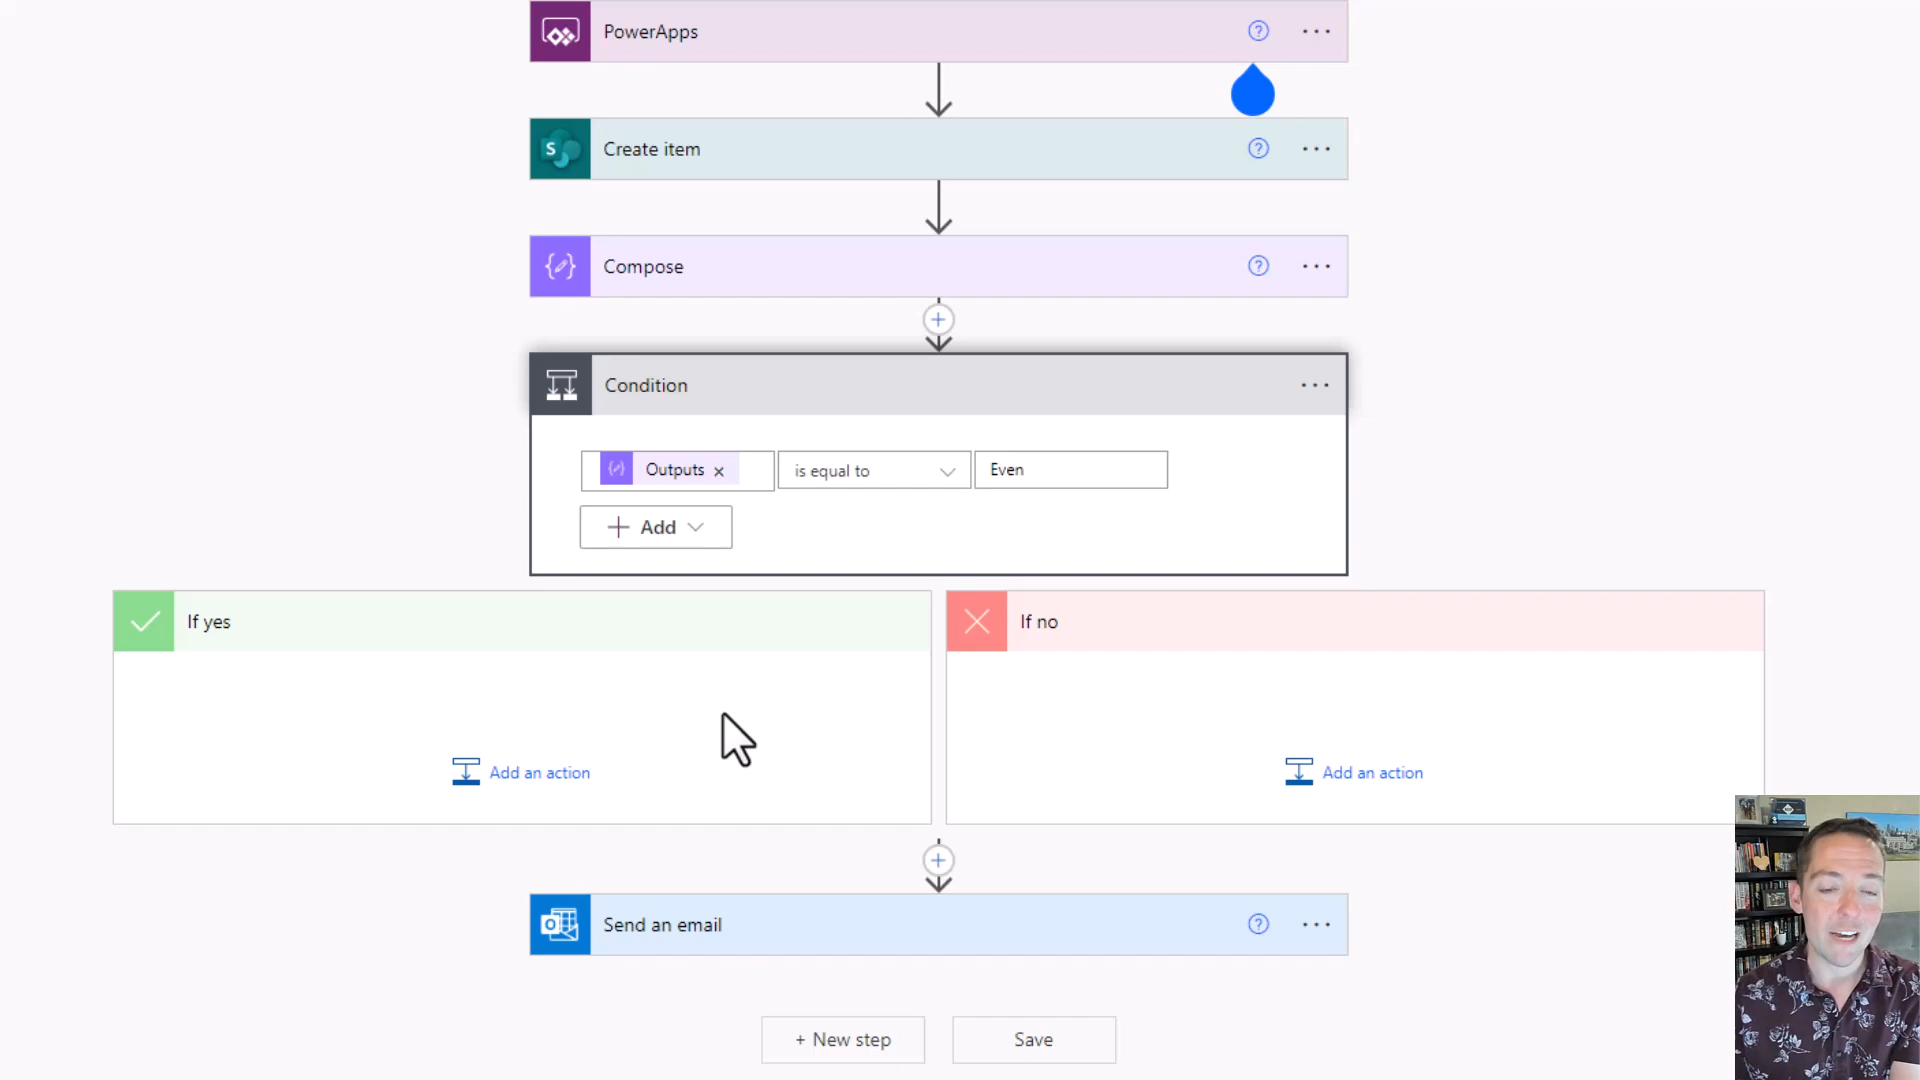 PowerApps
Create item
Compose
Condition
Outputs × is equal to Even
+ Add
If yes
If no
Add an action
Add an action
Send an email
+ New step
Save